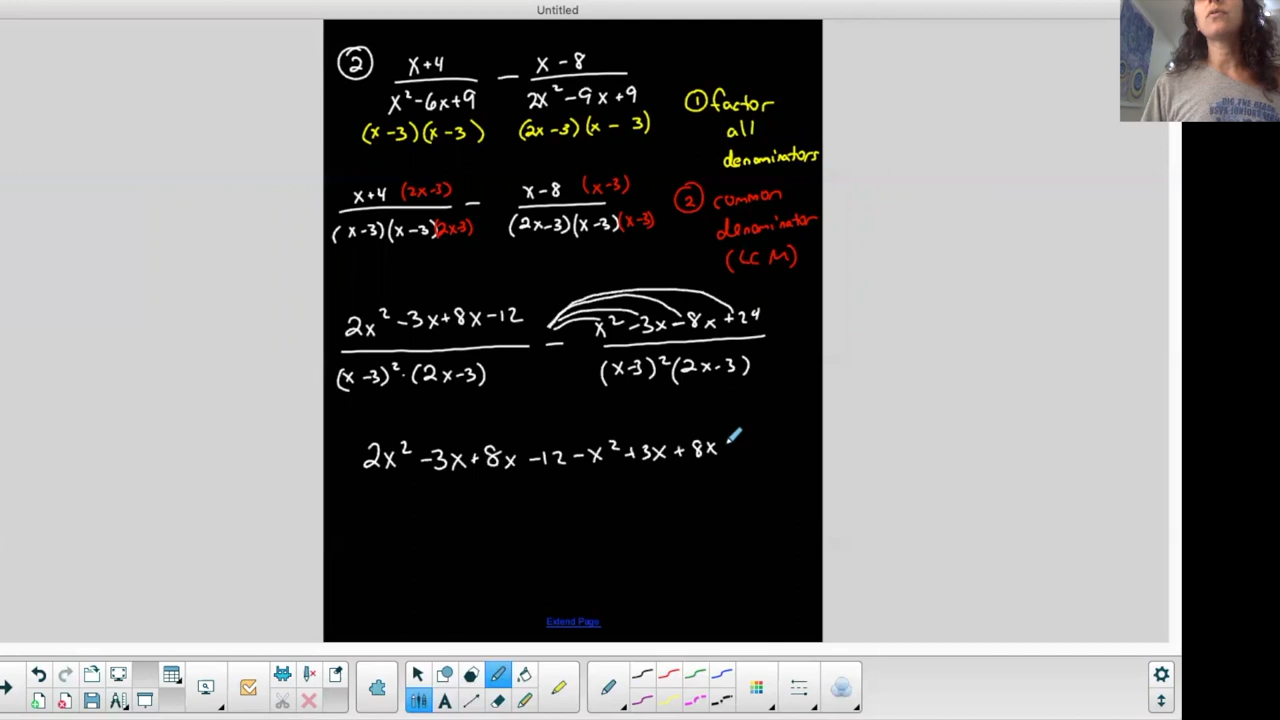 Untitled
② x+4 / x²-6x+9 - x-8 / 2x²-9x+9
(x-3)(x-3) (2x-3)(x-3)
① factor
all
denominators
x+4 (2x-3) / (x-3)(x-3)(2x-3) - x-8 (x-3) / (2x-3)(x-3)(x-3)
② common
denominator
(LCM)
2x²-3x+8x-12 / (x-3)²·(2x-3) - x²-3x-8x+24 / (x-3)²(2x-3)
2x²-3x+8x-12-x²+3x+8x
Extend Page